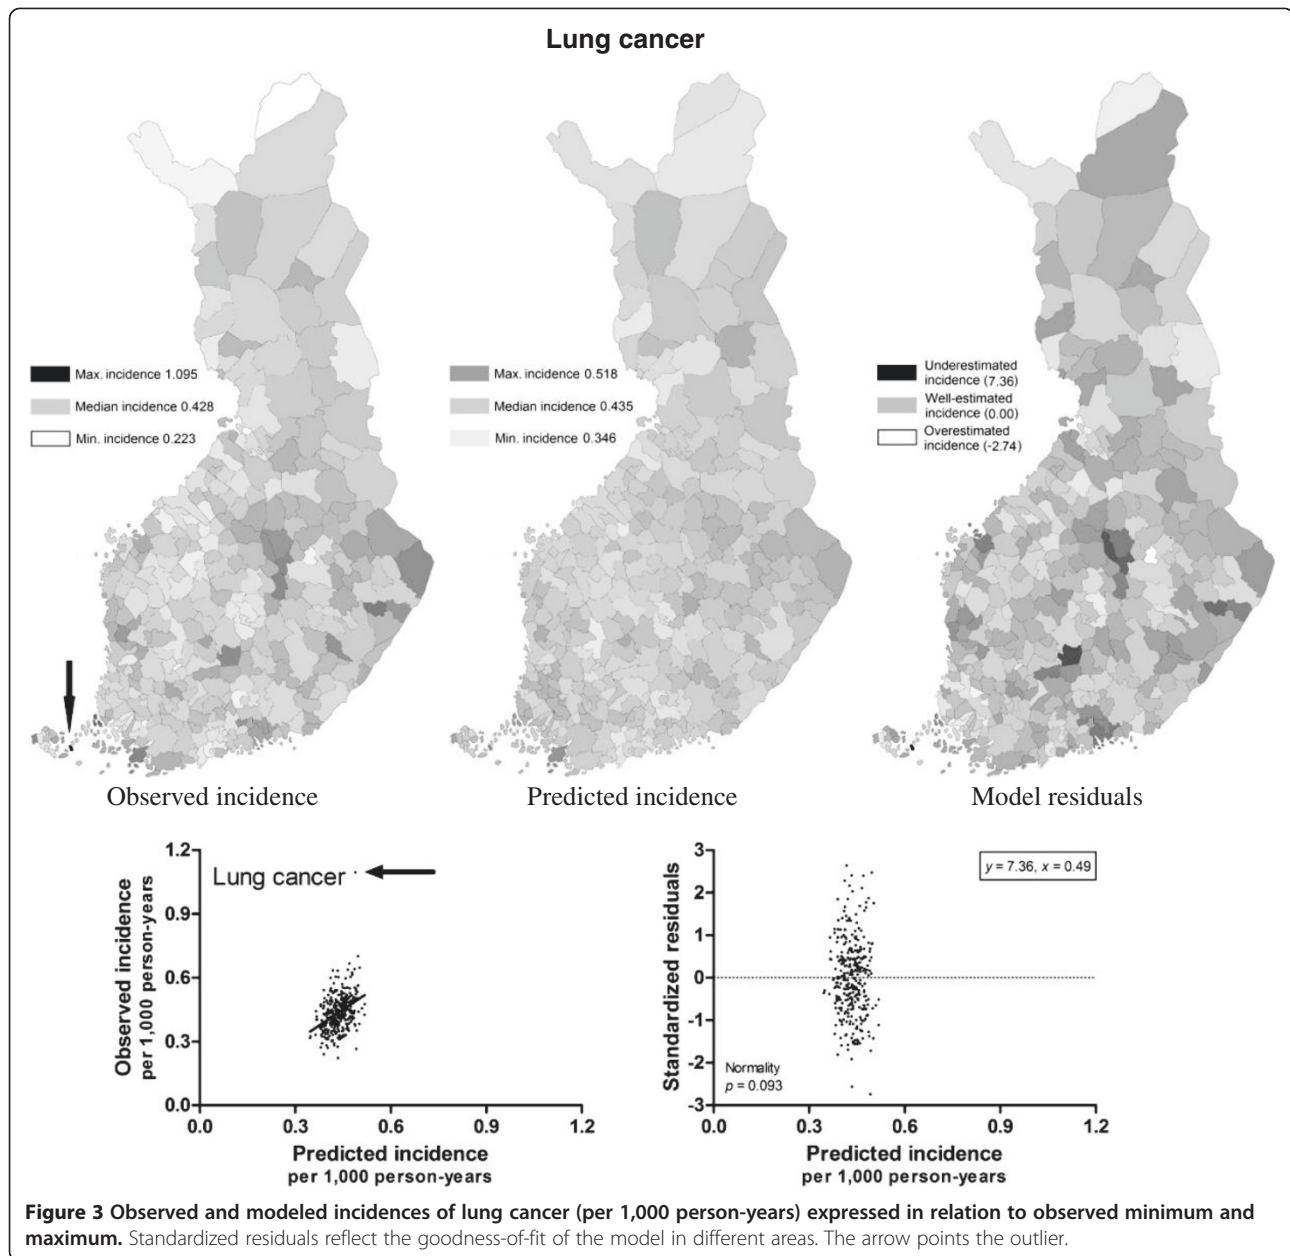 Lung cancer
Max. incidence 1.095
Median incidence 0.428
Min. incidence 0.223
Max. incidence 0.518
Median incidence 0.435
Min. incidence 0.346
Underestimated
incidence (7.36)
Well-estimated
incidence (0.00)
Overestimated
incidence (-2.74)
Observed incidence
Predicted incidence
Model residuals
Observed incidence
per 1,000 person-years
1.2
0.9
0.6
0.3
0.0
Lung cancer
0.0 0.3 0.6 0.9 1.2
Predicted incidence
per 1,000 person-years
Standardized residuals
3
2
1
0
-1
-2
-3
y = 7.36, x = 0.49
Normality
p = 0.093
0.0 0.3 0.6 0.9 1.2
Predicted incidence
per 1,000 person-years
Figure 3 Observed and modeled incidences of lung cancer (per 1,000 person-years) expressed in relation to observed minimum and
maximum. Standardized residuals reflect the goodness-of-fit of the model in different areas. The arrow points the outlier.